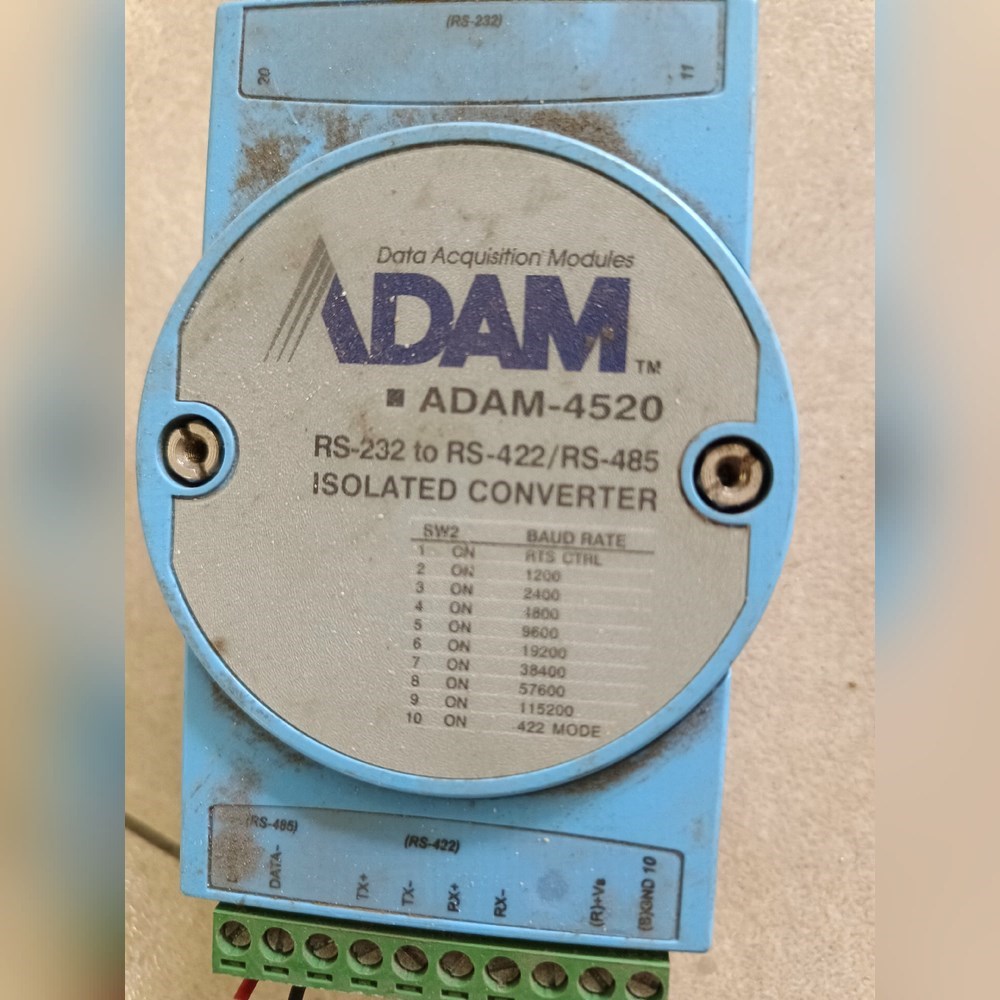 (RS-232)
20 11
Data Acquisition Modules
ADAM TM
ADAM-4520
RS-232 to RS-422/RS-485
ISOLATED CONVERTER
SW2 BAUD RATE
1 ON RTS CTRL
2 ON 1200
3 ON 2400
4 ON 4800
5 ON 9600
6 ON 19200
7 ON 38400
8 ON 57600
9 ON 115200
10 ON 422 MODE
(RS-485) (RS-422)
DATA- TX+ TX- RX+ RX- (R)+Vs (B)GND 10